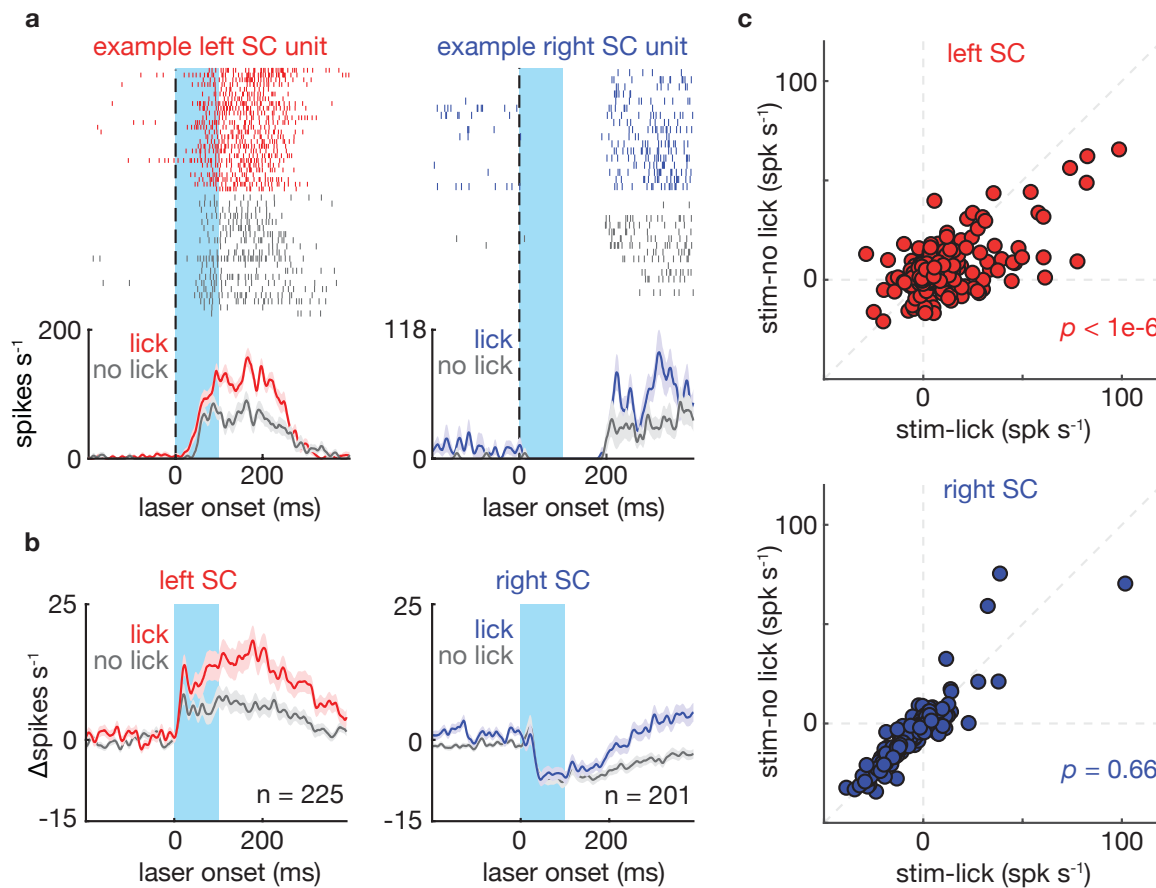 a
example left SC unit
200
lick
no lick
spikes s⁻¹
0
0
200
laser onset (ms)
example right SC unit
118
lick
no lick
0
0
200
laser onset (ms)
b
left SC
25
lick
no lick
Δspikes s⁻¹
0
n = 225
-15
0
200
laser onset (ms)
right SC
25
lick
no lick
0
n = 201
-15
0
200
laser onset (ms)
c
left SC
100
stim-no lick (spk s⁻¹)
0
p < 1e-6
0
100
stim-lick (spk s⁻¹)
right SC
100
stim-no lick (spk s⁻¹)
0
p = 0.66
0
100
stim-lick (spk s⁻¹)